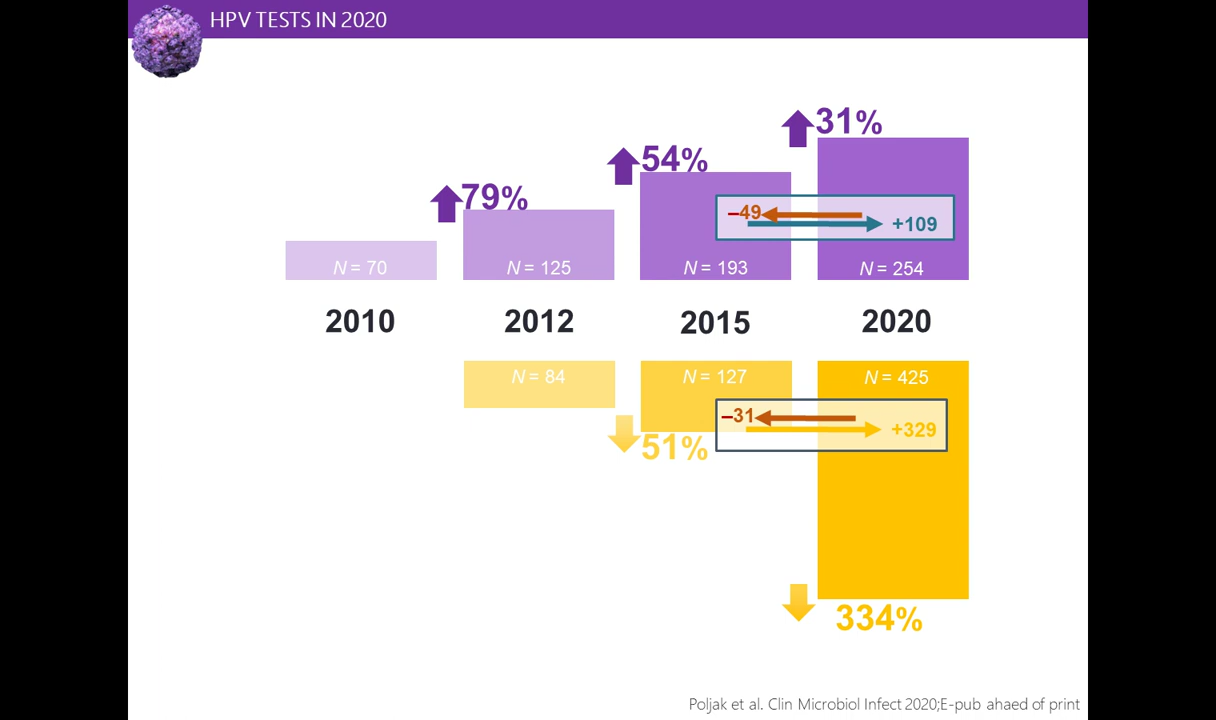 HPV TESTS IN 2020
31%
54%
79%
–49
+109
N = 70
N = 125
N = 193
N = 254
2010
2012
2015
2020
N = 84
N = 127
N = 425
–31
+329
51%
334%
Poljak et al. Clin Microbiol Infect 2020;E-pub ahaed of print